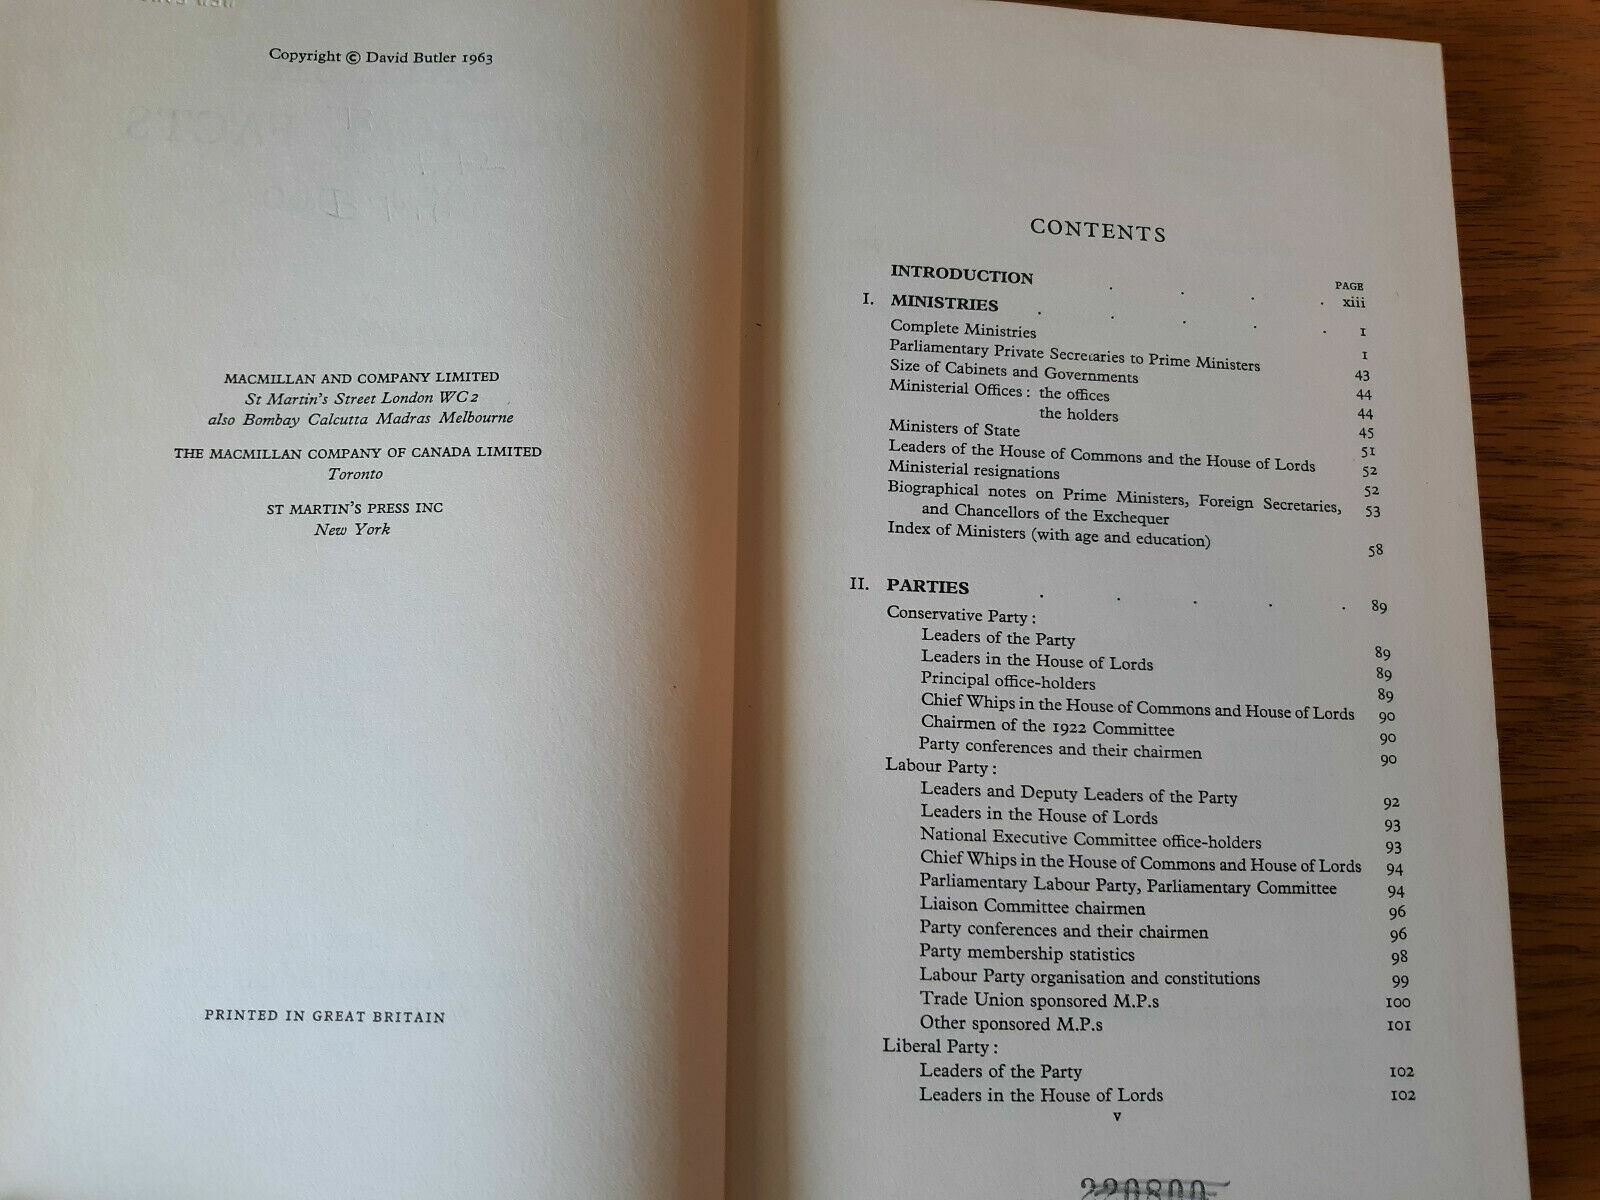 Copyright © David Butler 1963
MACMILLAN AND COMPANY LIMITED
St Martin's Street London WC2
also Bombay Calcutta Madras Melbourne
THE MACMILLAN COMPANY OF CANADA LIMITED
Toronto
ST MARTIN'S PRESS INC
New York
PRINTED IN GREAT BRITAIN
CONTENTS
PAGE
INTRODUCTION . . . . xiii
I. MINISTRIES . . . . 1
Complete Ministries 1
Parliamentary Private Secretaries to Prime Ministers 43
Size of Cabinets and Governments 44
Ministerial Offices: the offices 44
the holders 45
Ministers of State 51
Leaders of the House of Commons and the House of Lords 52
Ministerial resignations 52
Biographical notes on Prime Ministers, Foreign Secretaries,
and Chancellors of the Exchequer 53
Index of Ministers (with age and education) 58
II. PARTIES . . . . . 89
Conservative Party:
Leaders of the Party 89
Leaders in the House of Lords 89
Principal office-holders 89
Chief Whips in the House of Commons and House of Lords 90
Chairmen of the 1922 Committee 90
Party conferences and their chairmen 90
Labour Party:
Leaders and Deputy Leaders of the Party 92
Leaders in the House of Lords 93
National Executive Committee office-holders 93
Chief Whips in the House of Commons and House of Lords 94
Parliamentary Labour Party, Parliamentary Committee 94
Liaison Committee chairmen 96
Party conferences and their chairmen 96
Party membership statistics 98
Labour Party organisation and constitutions 99
Trade Union sponsored M.P.s 100
Other sponsored M.P.s 101
Liberal Party:
Leaders of the Party 102
Leaders in the House of Lords 102
v
220800